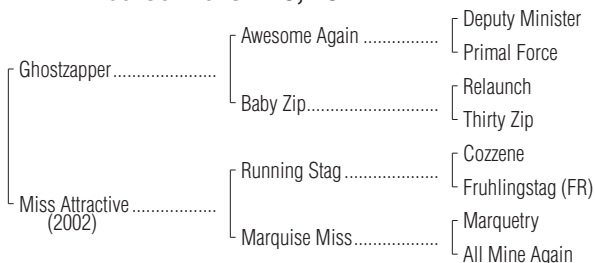 Deputy Minister
Awesome Again ................
Primal Force
Ghostzapper......................
Relaunch
Baby Zip............................
Thirty Zip
Cozzene
Running Stag ....................
Fruhlingstag (FR)
Miss Attractive ..................
(2002)
Marquetry
Marquise Miss..................
All Mine Again